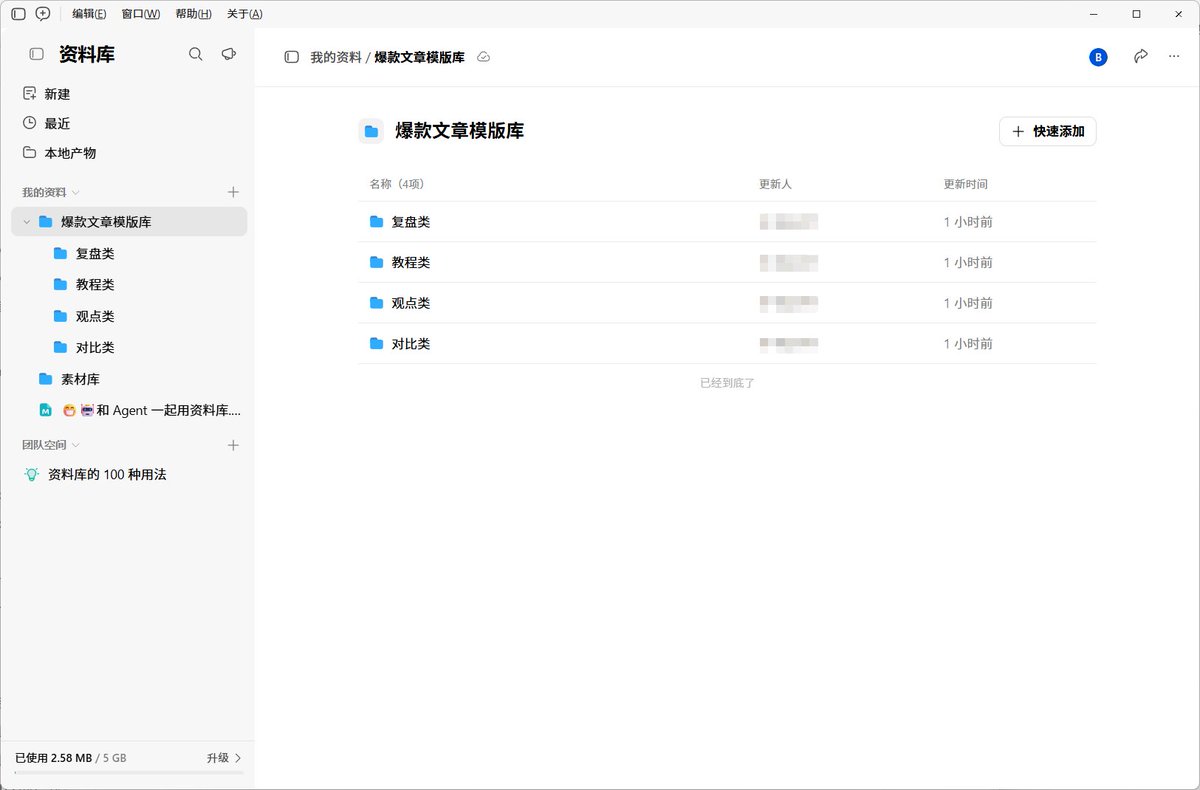 编辑(E) 窗口(W) 帮助(H) 关于(A)
资料库
新建
最近
本地产物
我的资料
爆款文章模版库
复盘类
教程类
观点类
对比类
素材库
和 Agent 一起用资料库....
团队空间
资料库的 100 种用法
已使用 2.58 MB / 5 GB 升级
我的资料 / 爆款文章模版库
B
爆款文章模版库
快速添加
名称（4项） 更新人 更新时间
复盘类 1 小时前
教程类 1 小时前
观点类 1 小时前
对比类 1 小时前
已经到底了